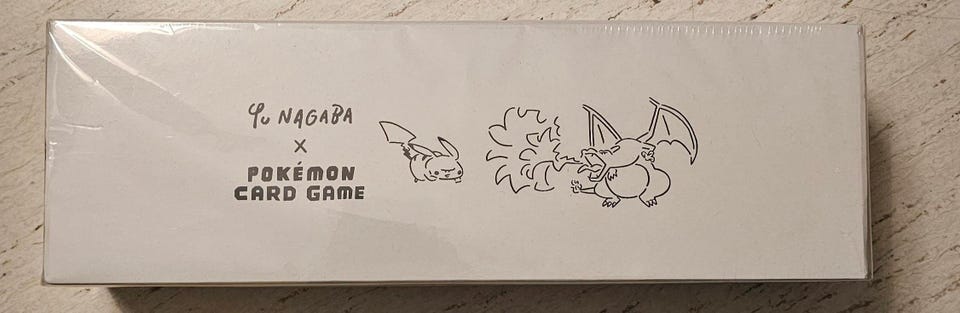 Yu NAGABA
X
POKÉMON
CARD GAME